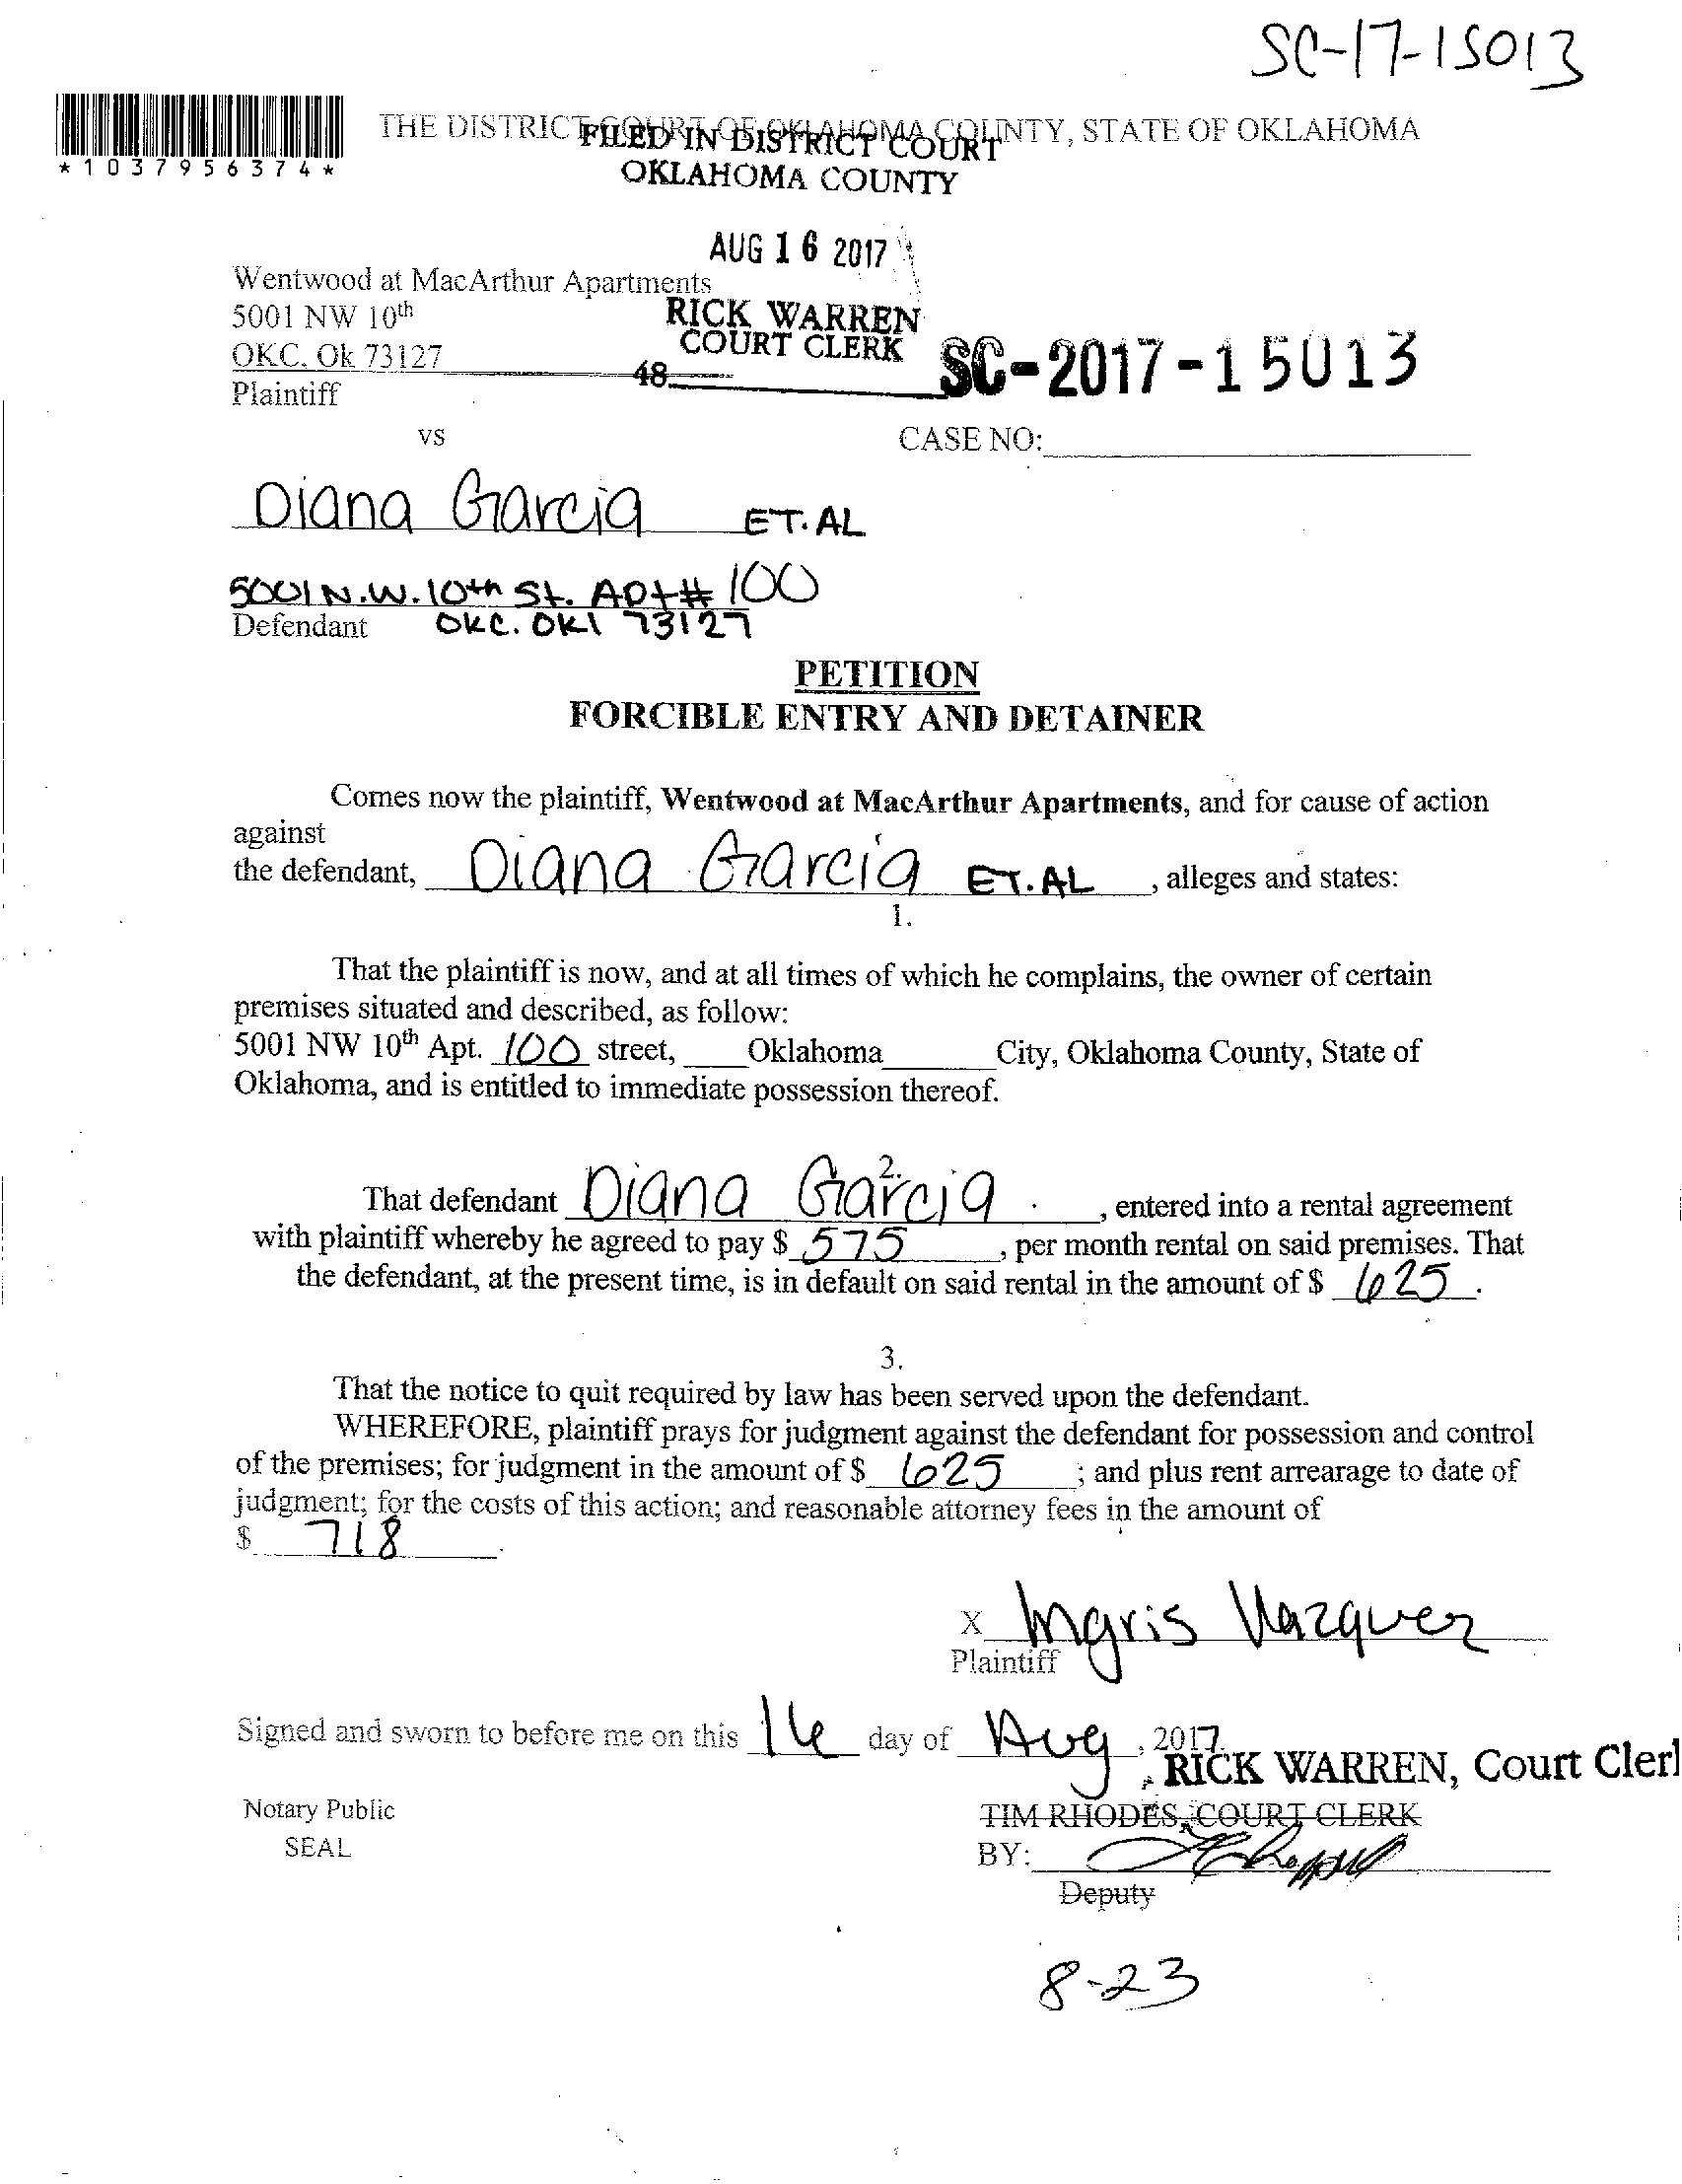 SC-17-15013
THE DISTRICT COURT OF OKLAHOMA COUNTY, STATE OF OKLAHOMA
FILED IN DISTRICT COURT
OKLAHOMA COUNTY
*1037956374*
AUG 16 2017
Wentwood at MacArthur Apartments
5001 NW 10th
RICK WARREN
COURT CLERK
OKC. Ok 73127
48
SC-2017-15013
Plaintiff
vs
CASE NO:
Diana Garcia ET.AL
5001 N.W. 10th St. Apt# 100
Defendant OKC. OKl 73127
PETITION
FORCIBLE ENTRY AND DETAINER
Comes now the plaintiff, Wentwood at MacArthur Apartments, and for cause of action
against
the defendant, Diana Garcia ET.AL, alleges and states:
1.
That the plaintiff is now, and at all times of which he complains, the owner of certain
premises situated and described, as follow:
5001 NW 10th Apt. 100 street, Oklahoma City, Oklahoma County, State of
Oklahoma, and is entitled to immediate possession thereof.
2.
That defendant Diana Garcia, entered into a rental agreement
with plaintiff whereby he agreed to pay $ 575, per month rental on said premises. That
the defendant, at the present time, is in default on said rental in the amount of $ 625.
3.
That the notice to quit required by law has been served upon the defendant.
WHEREFORE, plaintiff prays for judgment against the defendant for possession and control
of the premises; for judgment in the amount of $ 625; and plus rent arrearage to date of
judgment; for the costs of this action; and reasonable attorney fees in the amount of
$ 718.
X Ingris Vazquez
Plaintiff
Signed and sworn to before me on this 16 day of Aug, 2017.
RICK WARREN, Court Clerk
Notary Public
TIM RHODES, COURT CLERK
SEAL
BY:
Deputy
8-23